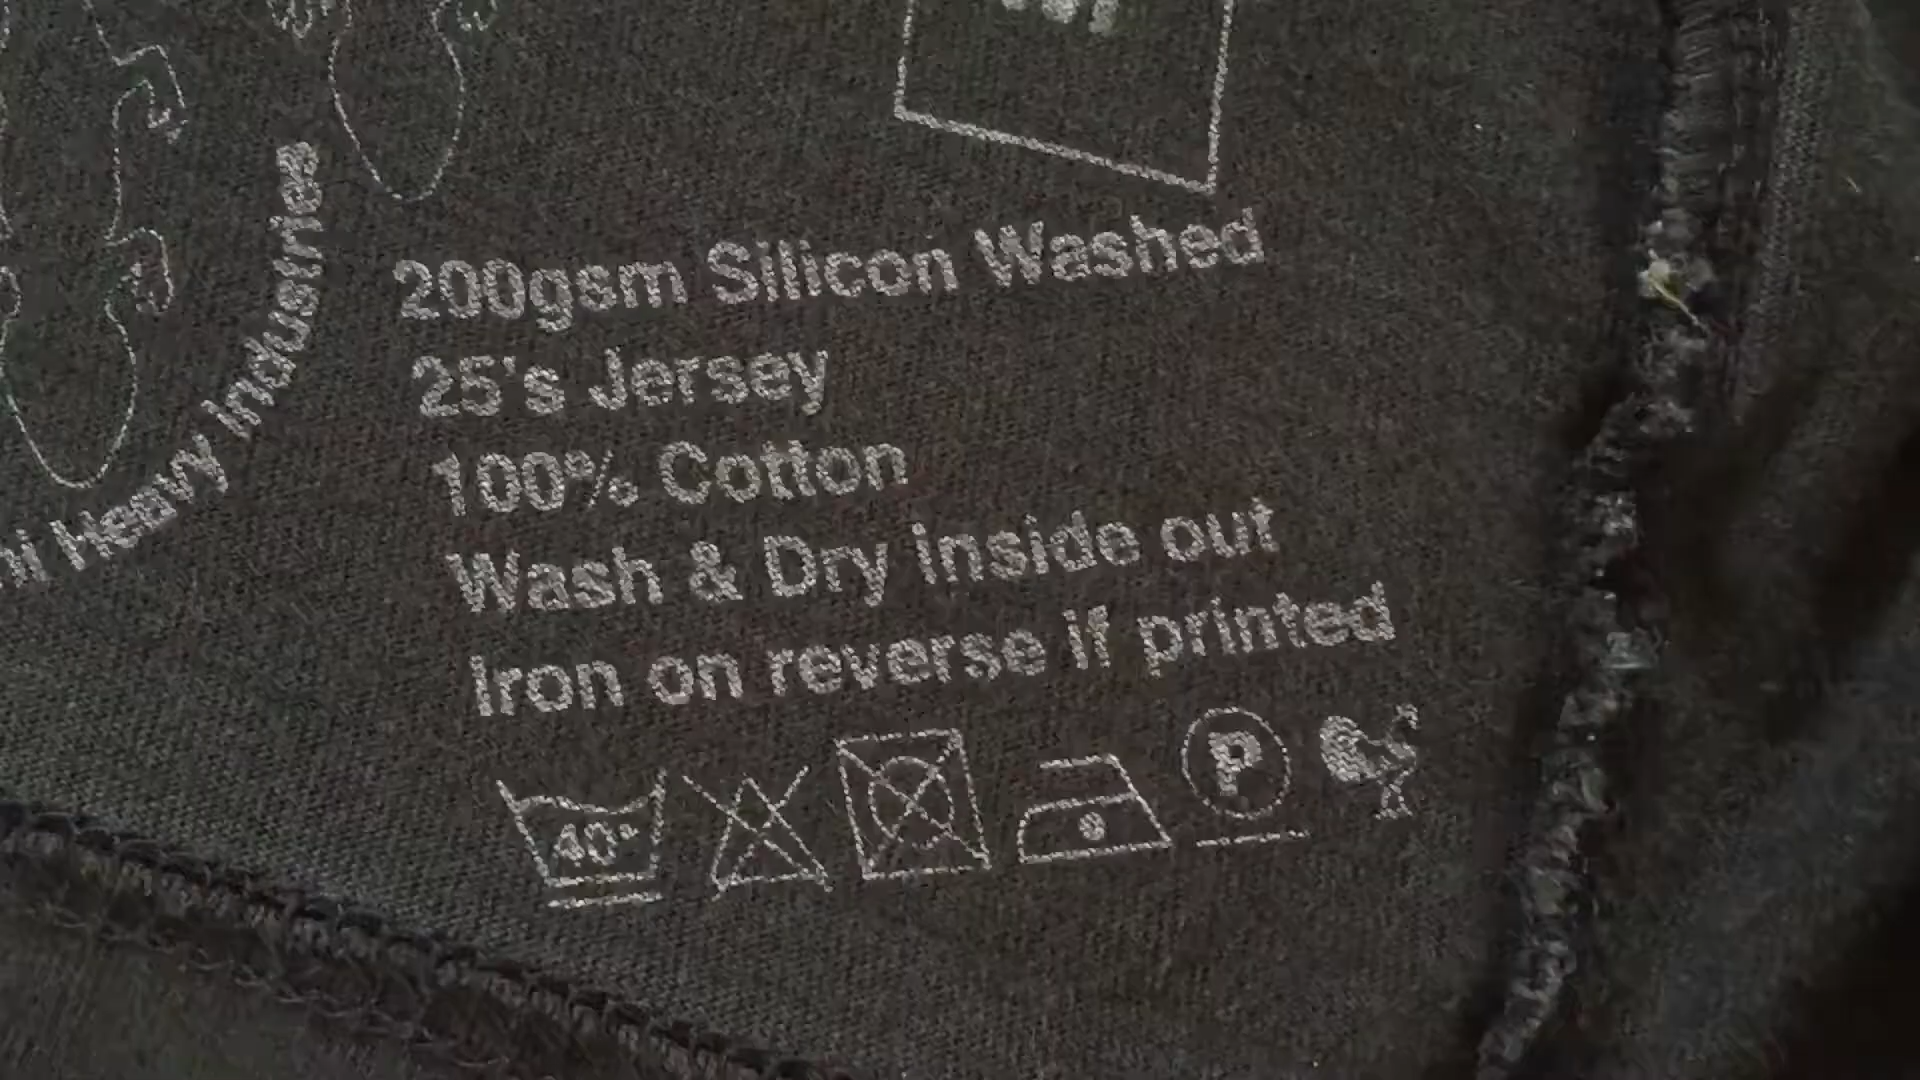 Heavy Industries
200gsm Silicon Washed
25's Jersey
100% Cotton
Wash & Dry inside out
Iron on reverse if printed
40°
P